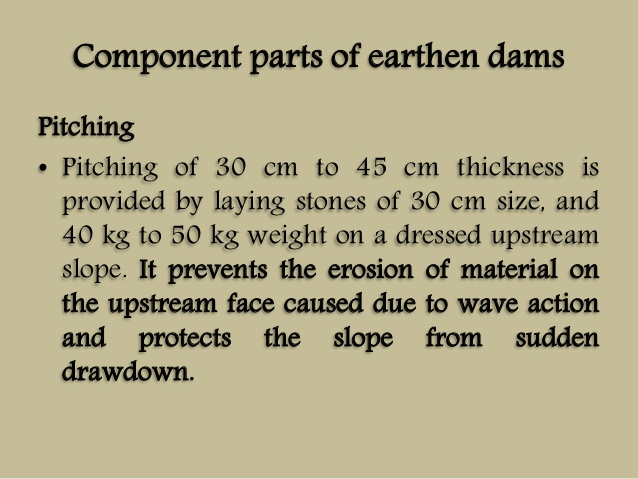 Component parts of earthen dams
Pitching
• Pitching of 30 cm to 45 cm thickness is
provided by laying stones of 30 cm size, and
40 kg to 50 kg weight on a dressed upstream
slope. It prevents the erosion of material on
the upstream face caused due to wave action
and protects the slope from sudden
drawdown.